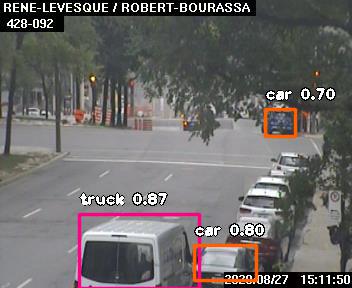 RENE-LEVESQUE / ROBERT-BOURASSA
428-092
car 0.70
truck 0.87
car 0.80
2020/08/27 15:11:50